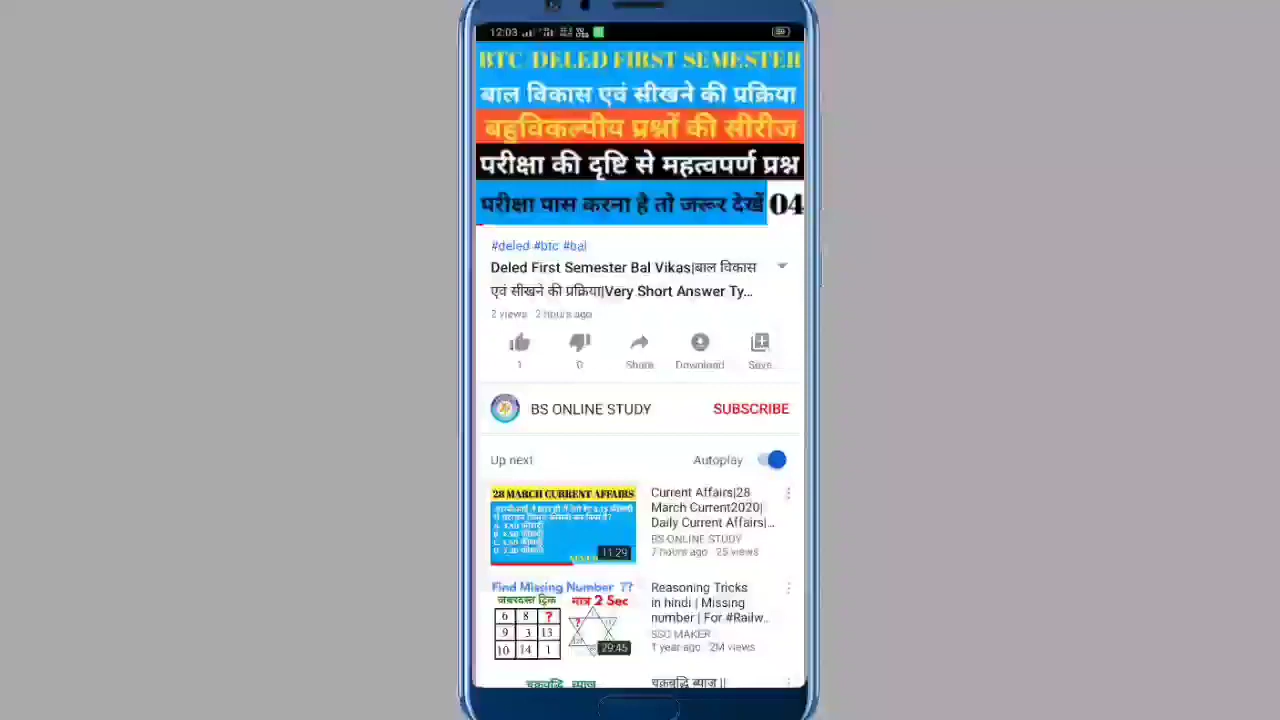 12:03
BTC DELED FIRST SEMESTER
बाल विकास एवं सीखने की प्रक्रिया
बहुविकल्पीय प्रश्नों की सीरीज
परीक्षा की दृष्टि से महत्वपर्ण प्रश्न
परीक्षा पास करना है तो जरूर देखें 04
#deled #btc #bal
Deled First Semester Bal Vikas|बाल विकास
एवं सीखने की प्रक्रिया|Very Short Answer Ty...
2 views 2 hours ago
1 0 Share Download Save
BS ONLINE STUDY SUBSCRIBE
Up next Autoplay
28 MARCH CURRENT AFFAIRS
11:29
Current Affairs|28
March Current2020|
Daily Current Affairs|...
BS ONLINE STUDY
7 hours ago 25 views
Find Missing Number ??
जबरदस्त ट्रिक मात्र 2 Sec
6 8 ?
9 3 13
10 14 1
?
29:45
Reasoning Tricks
in hindi | Missing
number | For #Railw...
SSC MAKER
1 year ago 2M views
चक्रवृद्धि ब्याज
चक्रवृद्धि ब्याज ||